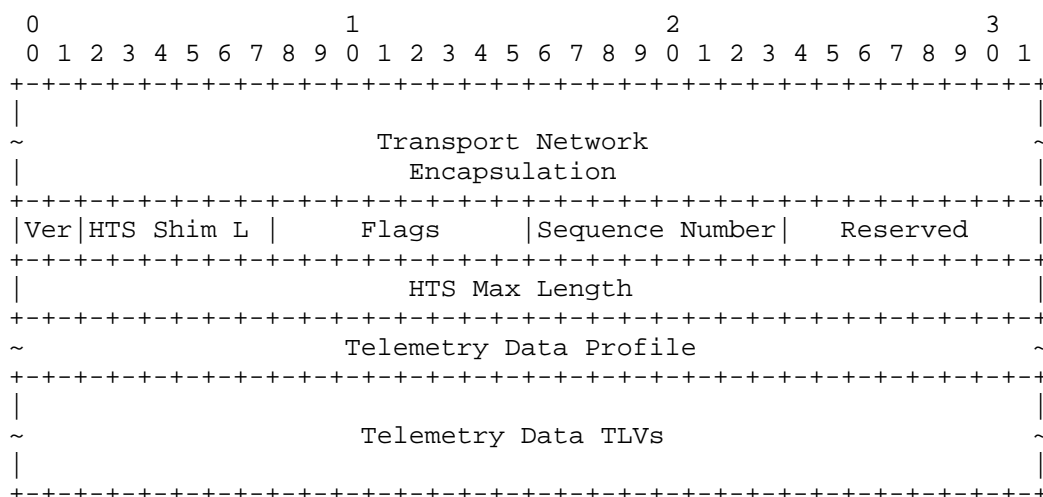 0                   1                   2                   3
 0 1 2 3 4 5 6 7 8 9 0 1 2 3 4 5 6 7 8 9 0 1 2 3 4 5 6 7 8 9 0 1
+-+-+-+-+-+-+-+-+-+-+-+-+-+-+-+-+-+-+-+-+-+-+-+-+-+-+-+-+-+-+-+-+
|                                                               |
~                      Transport Network                        ~
|                        Encapsulation                          |
+-+-+-+-+-+-+-+-+-+-+-+-+-+-+-+-+-+-+-+-+-+-+-+-+-+-+-+-+-+-+-+-+
|Ver|HTS Shim L |     Flags     |Sequence Number|   Reserved    |
+-+-+-+-+-+-+-+-+-+-+-+-+-+-+-+-+-+-+-+-+-+-+-+-+-+-+-+-+-+-+-+-+
|                        HTS Max Length                         |
+-+-+-+-+-+-+-+-+-+-+-+-+-+-+-+-+-+-+-+-+-+-+-+-+-+-+-+-+-+-+-+-+
~                    Telemetry Data Profile                     ~
+-+-+-+-+-+-+-+-+-+-+-+-+-+-+-+-+-+-+-+-+-+-+-+-+-+-+-+-+-+-+-+-+
|                                                               |
~                     Telemetry Data TLVs                       ~
|                                                               |
+-+-+-+-+-+-+-+-+-+-+-+-+-+-+-+-+-+-+-+-+-+-+-+-+-+-+-+-+-+-+-+-+